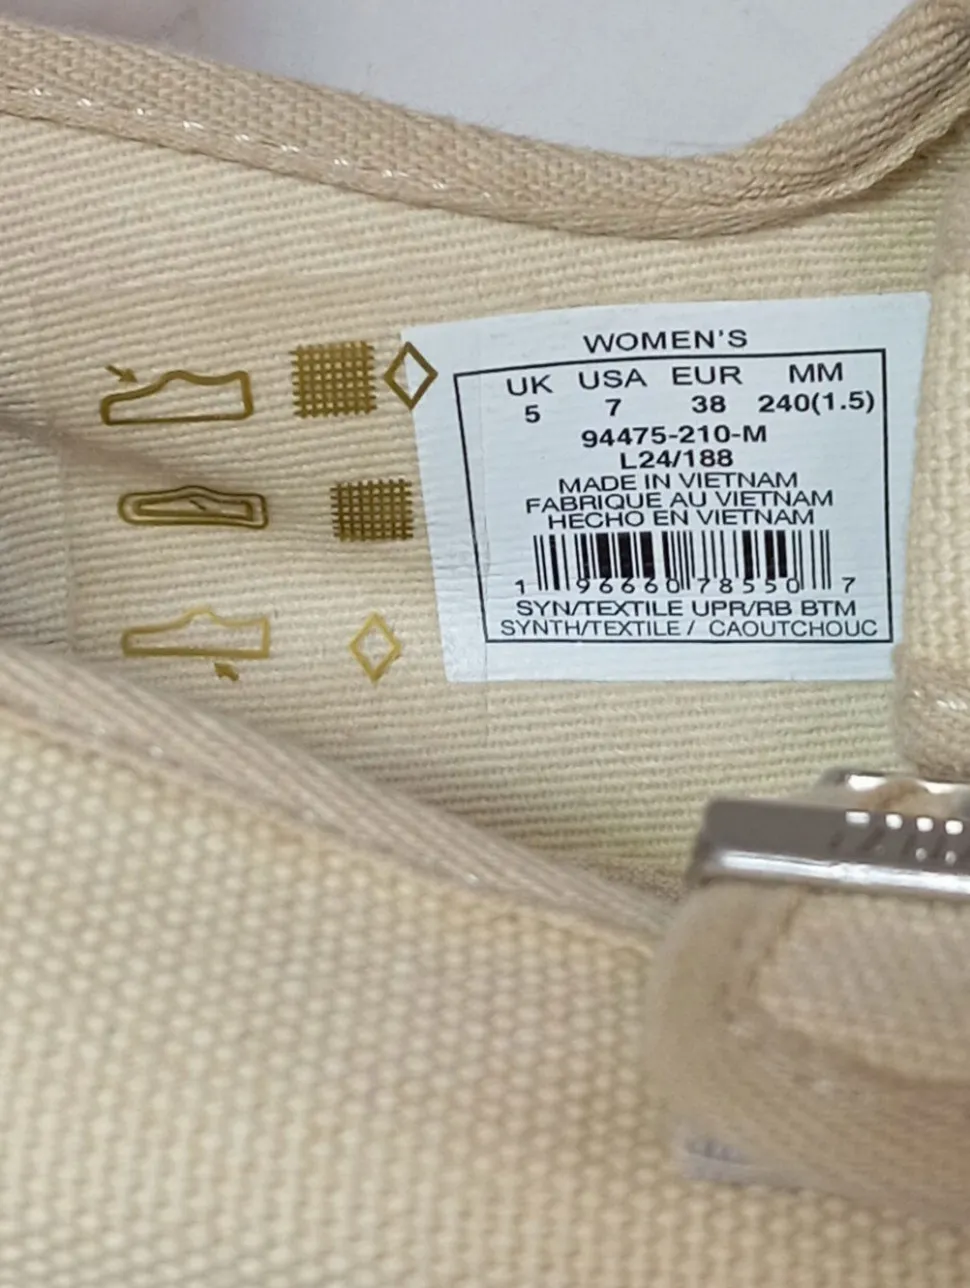 WOMEN'S
UK USA EUR MM
5 7 38 240(1.5)
94475-210-M
L24/188
MADE IN VIETNAM
FABRIQUE AU VIETNAM
HECHO EN VIETNAM
1 96660 78550 7
SYN/TEXTILE UPR/RB BTM
SYNTH/TEXTILE / CAOUTCHOUC